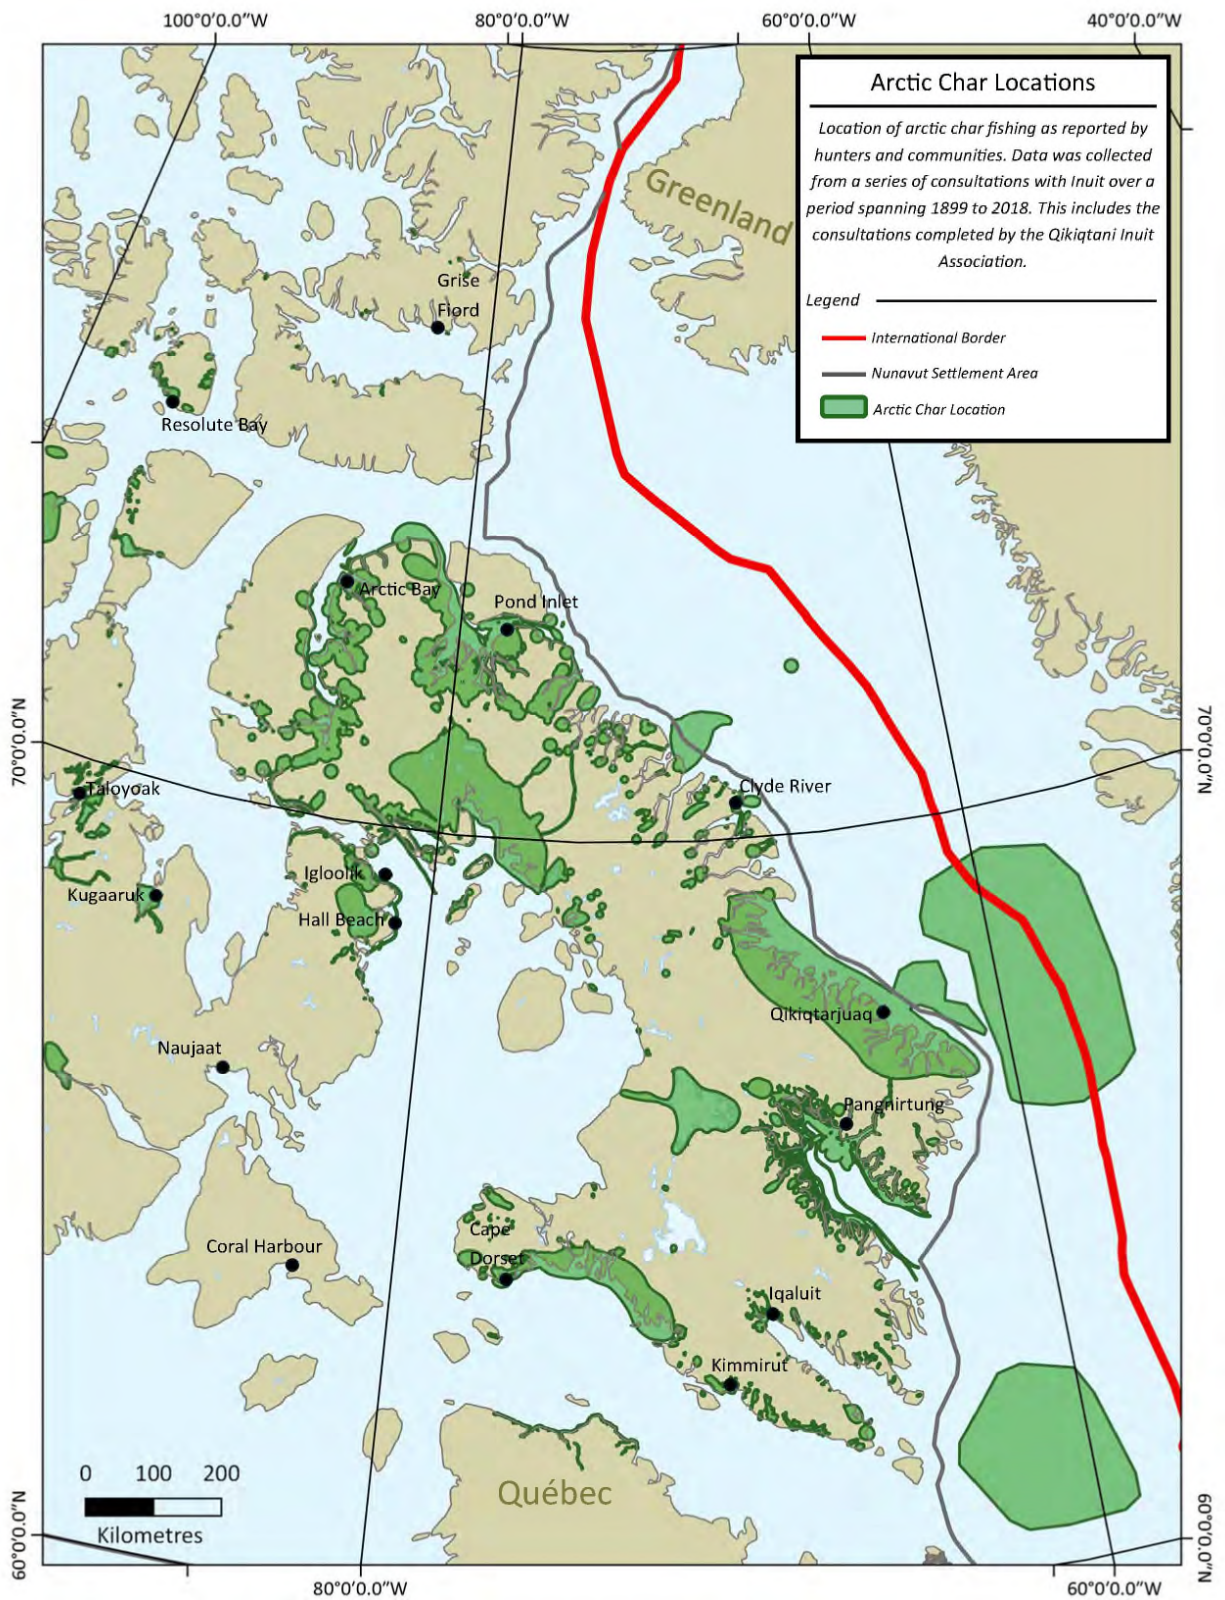 100°0'0.0"W
80°0'0.0"W
60°0'0.0"W
40°0'0.0"W
Arctic Char Locations
Location of arctic char fishing as reported by
hunters and communities. Data was collected
from a series of consultations with Inuit over a
period spanning 1899 to 2018. This includes the
consultations completed by the Qikiqtani Inuit
Association.
Legend
International Border
Nunavut Settlement Area
Arctic Char Location
Greenland
Grise
Fiord
Resolute Bay
Arctic Bay
Pond Inlet
70°0'0.0"N
70°0'0.0"N
Taloyoak
Clyde River
Igloolik
Kugaaruk
Hall Beach
Qikiqtarjuaq
Naujaat
Pangnirtung
Cape
Dorset
Coral Harbour
Iqaluit
Kimmirut
Québec
0 100 200
Kilometres
60°0'0.0"N
60°0'0.0"N
80°0'0.0"W
60°0'0.0"W